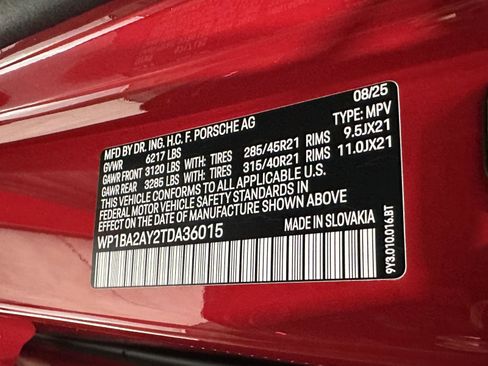 08/25
MFD BY DR. ING. H.C. F. PORSCHE AG TYPE: MPV
GVWR 6217 LBS
GAWR FRONT 3120 LBS WITH: TIRES 285/45R21 RIMS 9.5JX21
GAWR REAR 3285 LBS WITH: TIRES 315/40R21 RIMS 11.0JX21
THIS VEHICLE CONFORMS TO ALL APPLICABLE U.S.
FEDERAL MOTOR VEHICLE SAFETY STANDARDS IN
EFFECT ON THE DATE OF MANUFACTURE SHOWN ABOVE.
WP1BA2AY2TDA36015 MADE IN SLOVAKIA
9Y3.010.016.BT